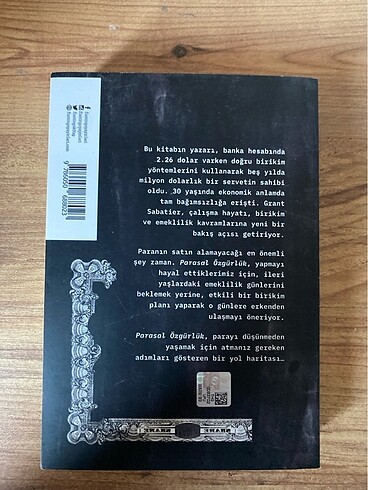 Bu kitabın yazarı, banka hesabında
2.26 dolar varken doğru birikim
yöntemlerini kullanarak beş yılda
milyon dolarlık bir servetin sahibi
oldu. 30 yaşında ekonomik anlamda
tam bağımsızlığa erişti. Grant
Sabatier, çalışma hayatı, birikim
ve emeklilik kavramlarına yeni bir
bakış açısı getiriyor.
Paranın satın alamayacağı en önemli
şey zaman. Parasal Özgürlük, yapmayı
hayal ettiklerimiz için, ileri
yaşlardaki emeklilik günlerini
beklemek yerine, etkili bir birikim
planı yaparak o günlere erkenden
ulaşmayı öneriyor.
Parasal Özgürlük, parayı düşünmeden
yaşamak için atmanız gereken
adımları gösteren bir yol haritası…